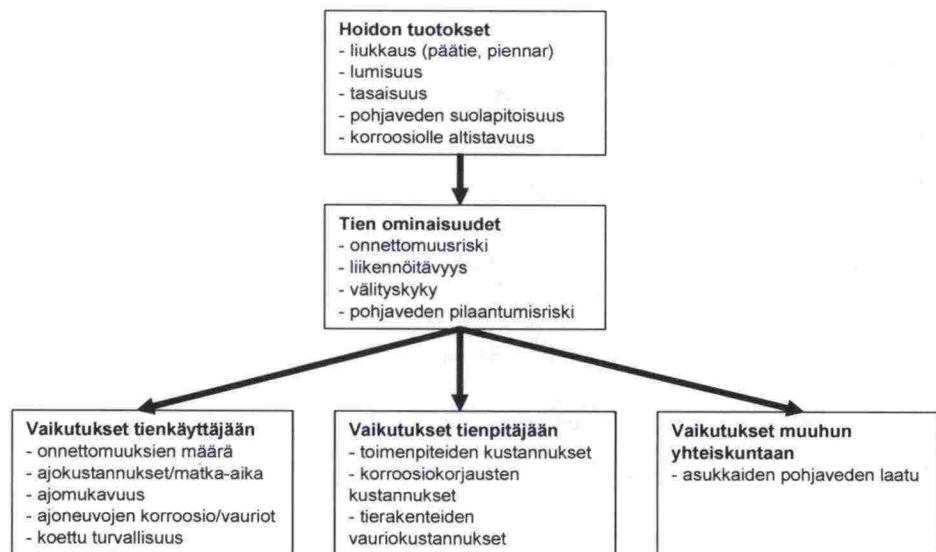 Hoidon tuotokset
- liukkaus (päätie, piennar)
- lumisuus
- tasaisuus
- pohjaveden suolapitoisuus
- korroosiolle altistavuus
Tien ominaisuudet
- onnettomuusriski
- liikennöitävyys
- välityskyky
- pohjaveden pilaantumisriski
Vaikutukset tienkäyttäjään
- onnettomuuksien määrä
- ajokustannukset/matka-aika
- ajomukavuus
- ajoneuvojen korroosio/vauriot
- koettu turvallisuus
Vaikutukset tienpitäjään
- toimenpiteiden kustannukset
- korroosiokorjausten
kustannukset
- tierakenteiden
vauriokustannukset
Vaikutukset muuhun
yhteiskuntaan
- asukkaiden pohjaveden laatu